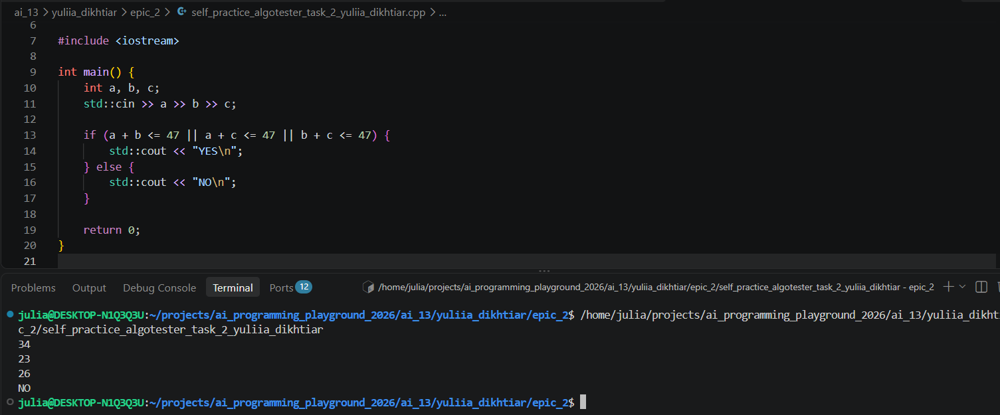 ai_13 > yuliia_dikhtiar > epic_2 > self_practice_algotester_task_2_yuliia_dikhtiar.cpp > ...
6
7 #include <iostream>
8
9 int main() {
10 int a, b, c;
11 std::cin >> a >> b >> c;
12
13 if (a + b <= 47 || a + c <= 47 || b + c <= 47) {
14 std::cout << "YES\n";
15 } else {
16 std::cout << "NO\n";
17 }
18
19 return 0;
20 }
21
Problems Output Debug Console Terminal Ports 12 /home/julia/projects/ai_programming_playground_2026/ai_13/yuliia_dikhtiar/epic_2/self_practice_algotester_task_2_yuliia_dikhtiar - epic_2
julia@DESKTOP-N1Q3Q3U:~/projects/ai_programming_playground_2026/ai_13/yuliia_dikhtiar/epic_2$ /home/julia/projects/ai_programming_playground_2026/ai_13/yuliia_dikht
c_2/self_practice_algotester_task_2_yuliia_dikhtiar
34
23
26
NO
julia@DESKTOP-N1Q3Q3U:~/projects/ai_programming_playground_2026/ai_13/yuliia_dikhtiar/epic_2$